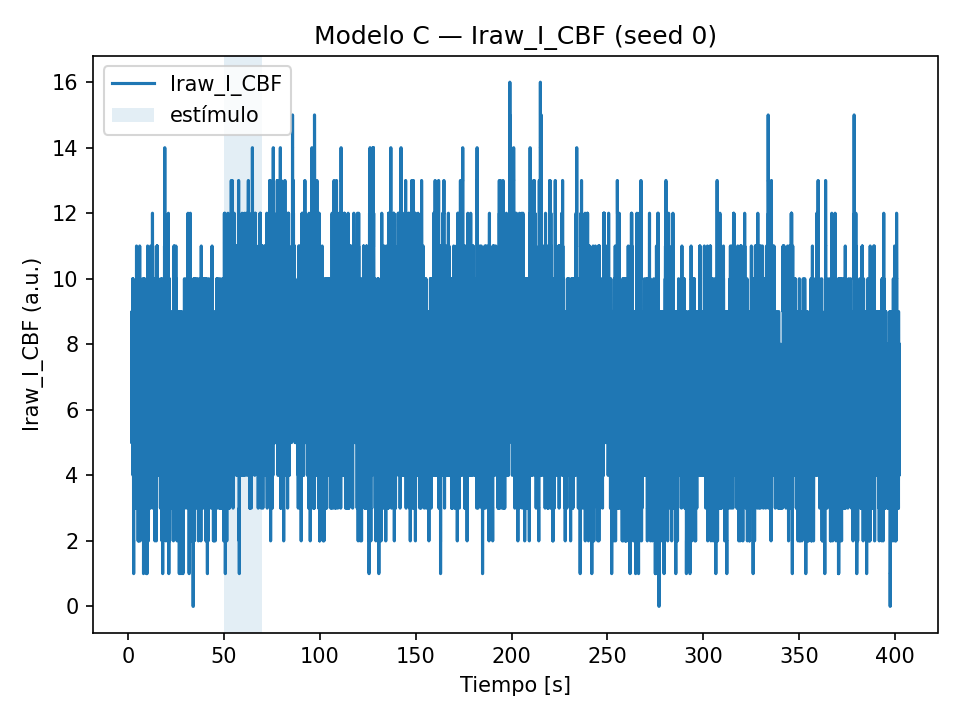 Modelo C — Iraw_I_CBF (seed 0)
Iraw_I_CBF
estímulo
Iraw_I_CBF (a.u.)
16
14
12
10
8
6
4
2
0
0 50 100 150 200 250 300 350 400
Tiempo [s]